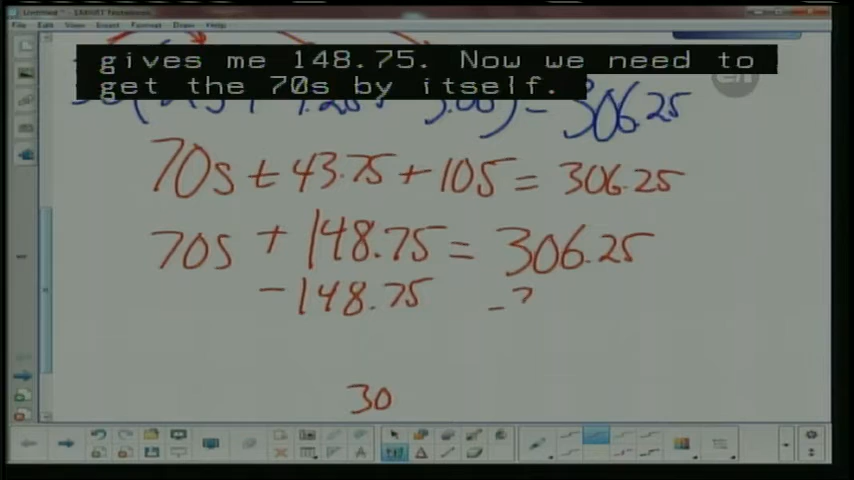 gives me 148.75. Now we need to
get the 70s by itself.
= 306.25
70s + 43.75 + 105 = 306.25
70s + 148.75 = 306.25
-148.75 -
30